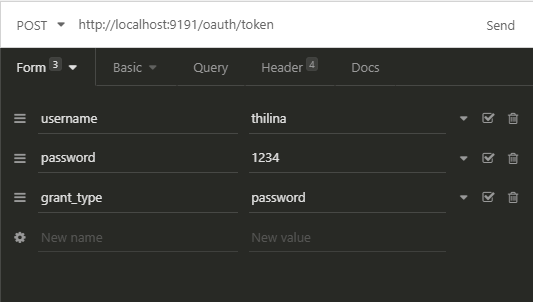 POST http://localhost:9191/oauth/token Send
Form 3 Basic Query Header 4 Docs
username thilina
password 1234
grant_type password
New name New value